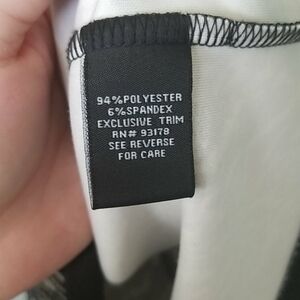 94%POLYESTER
6%SPANDEX
EXCLUSIVE TRIM
RN# 93178
SEE REVERSE
FOR CARE